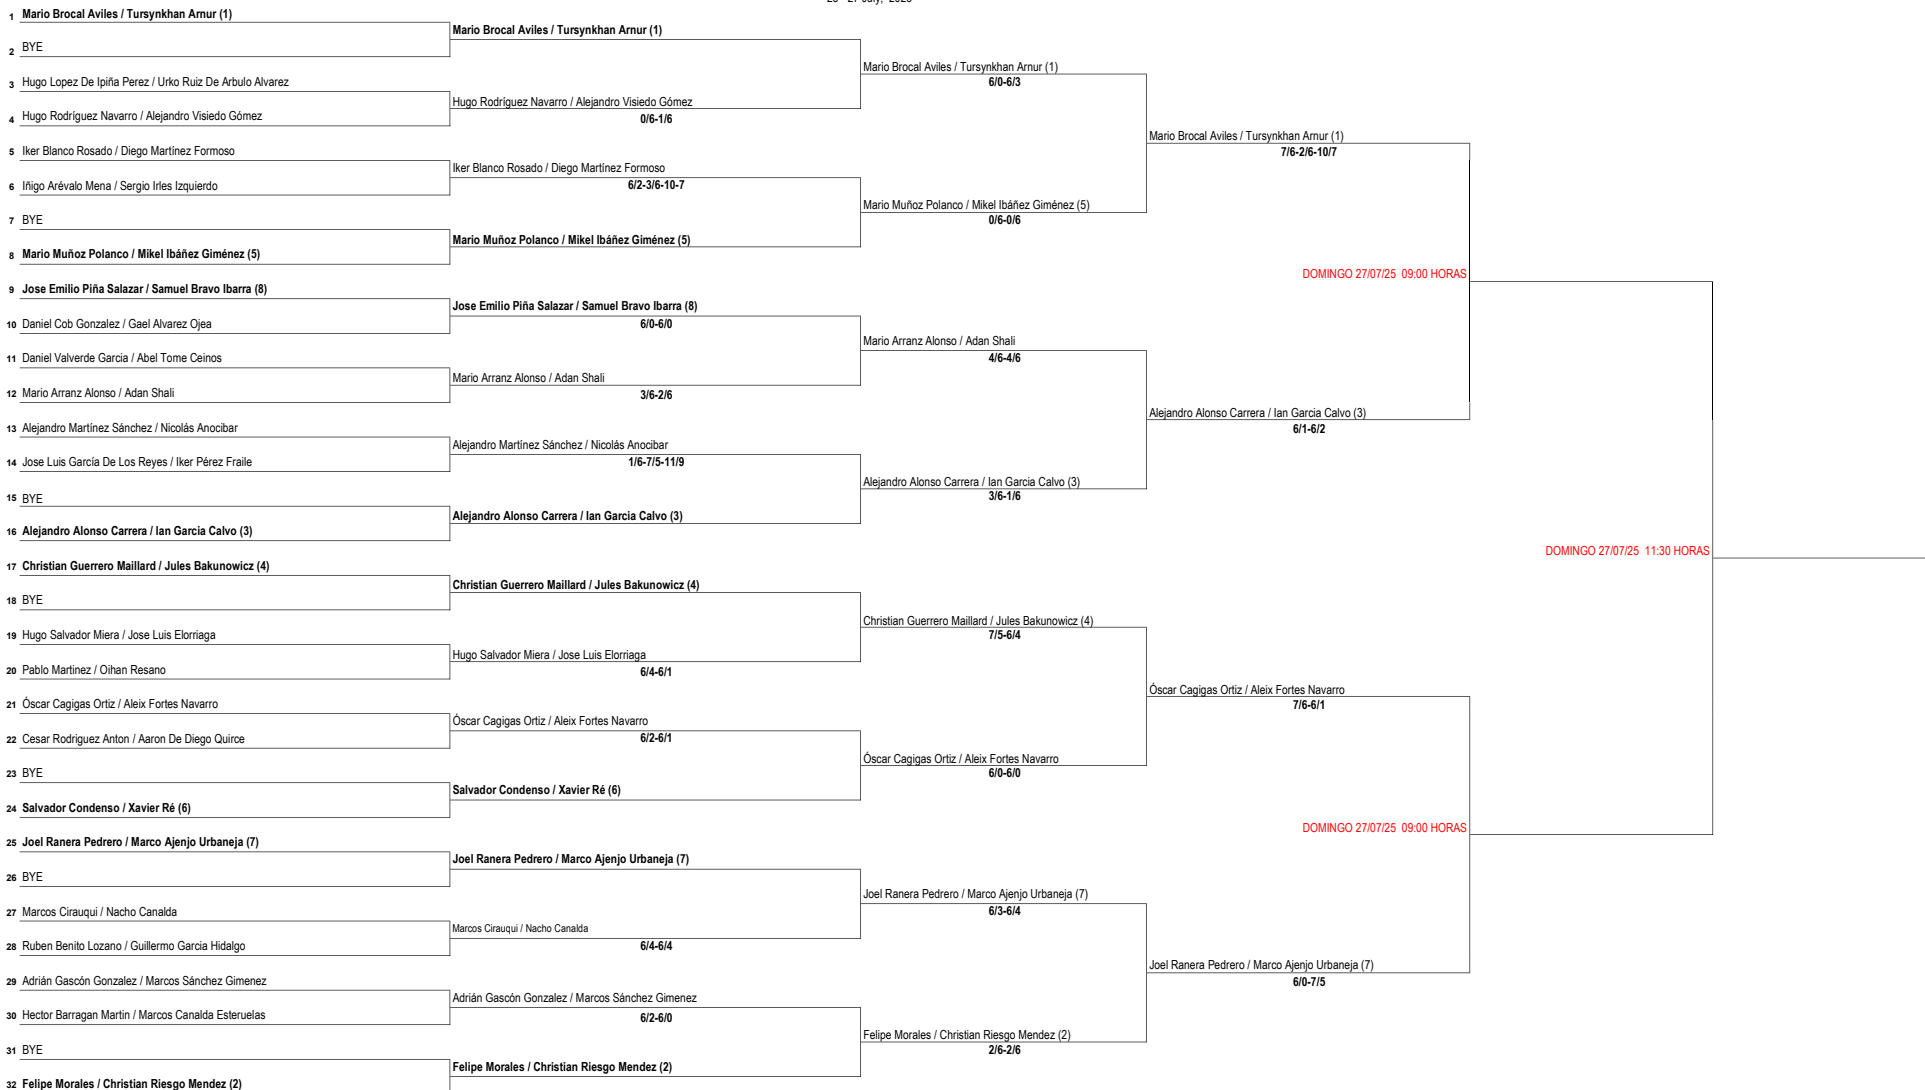 1 Mario Brocal Aviles / Tursynkhan Arnur (1)
2 BYE
3 Hugo Lopez De Ipiña Perez / Urko Ruiz De Arbulo Alvarez
4 Hugo Rodríguez Navarro / Alejandro Visiedo Gómez
5 Iker Blanco Rosado / Diego Martínez Formoso
6 Iñigo Arévalo Mena / Sergio Irles Izquierdo
7 BYE
8 Mario Muñoz Polanco / Mikel Ibáñez Giménez (5)
9 Jose Emilio Piña Salazar / Samuel Bravo Ibarra (8)
10 Daniel Cob Gonzalez / Gael Alvarez Ojea
11 Daniel Valverde Garcia / Abel Tome Ceinos
12 Mario Arranz Alonso / Adan Shali
13 Alejandro Martínez Sánchez / Nicolás Anocibar
14 Jose Luis García De Los Reyes / Iker Pérez Fraile
15 BYE
16 Alejandro Alonso Carrera / Ian Garcia Calvo (3)
17 Christian Guerrero Maillard / Jules Bakunowicz (4)
18 BYE
19 Hugo Salvador Miera / Jose Luis Elorriaga
20 Pablo Martinez / Oihan Resano
21 Óscar Cagigas Ortiz / Aleix Fortes Navarro
22 Cesar Rodriguez Anton / Aaron De Diego Quirce
23 BYE
24 Salvador Condenso / Xavier Ré (6)
25 Joel Ranera Pedrero / Marco Ajenjo Urbaneja (7)
26 BYE
27 Marcos Cirauqui / Nacho Canalda
28 Ruben Benito Lozano / Guillermo Garcia Hidalgo
29 Adrián Gascón Gonzalez / Marcos Sánchez Gimenez
30 Hector Barragan Martin / Marcos Canalda Esteruelas
31 BYE
32 Felipe Morales / Christian Riesgo Mendez (2)
Mario Brocal Aviles / Tursynkhan Arnur (1)
Hugo Rodríguez Navarro / Alejandro Visiedo Gómez
0/6-1/6
Iker Blanco Rosado / Diego Martínez Formoso
6/2-3/6-10-7
Mario Muñoz Polanco / Mikel Ibáñez Giménez (5)
Jose Emilio Piña Salazar / Samuel Bravo Ibarra (8)
6/0-6/0
Mario Arranz Alonso / Adan Shali
3/6-2/6
Alejandro Martínez Sánchez / Nicolás Anocibar
1/6-7/5-11/9
Alejandro Alonso Carrera / Ian Garcia Calvo (3)
Christian Guerrero Maillard / Jules Bakunowicz (4)
Hugo Salvador Miera / Jose Luis Elorriaga
6/4-6/1
Óscar Cagigas Ortiz / Aleix Fortes Navarro
6/2-6/1
Salvador Condenso / Xavier Ré (6)
Joel Ranera Pedrero / Marco Ajenjo Urbaneja (7)
Marcos Cirauqui / Nacho Canalda
6/4-6/4
Adrián Gascón Gonzalez / Marcos Sánchez Gimenez
6/2-6/0
Felipe Morales / Christian Riesgo Mendez (2)
Mario Brocal Aviles / Tursynkhan Arnur (1)
6/0-6/3
Mario Muñoz Polanco / Mikel Ibáñez Giménez (5)
0/6-0/6
Mario Arranz Alonso / Adan Shali
4/6-4/6
Alejandro Alonso Carrera / Ian Garcia Calvo (3)
3/6-1/6
Christian Guerrero Maillard / Jules Bakunowicz (4)
7/5-6/4
Óscar Cagigas Ortiz / Aleix Fortes Navarro
6/0-6/0
Joel Ranera Pedrero / Marco Ajenjo Urbaneja (7)
6/3-6/4
Felipe Morales / Christian Riesgo Mendez (2)
2/6-2/6
Mario Brocal Aviles / Tursynkhan Arnur (1)
7/6-2/6-10/7
Alejandro Alonso Carrera / Ian Garcia Calvo (3)
6/1-6/2
Óscar Cagigas Ortiz / Aleix Fortes Navarro
7/6-6/1
Joel Ranera Pedrero / Marco Ajenjo Urbaneja (7)
6/0-7/5
DOMINGO 27/07/25 09:00 HORAS
DOMINGO 27/07/25 09:00 HORAS
DOMINGO 27/07/25 11:30 HORAS